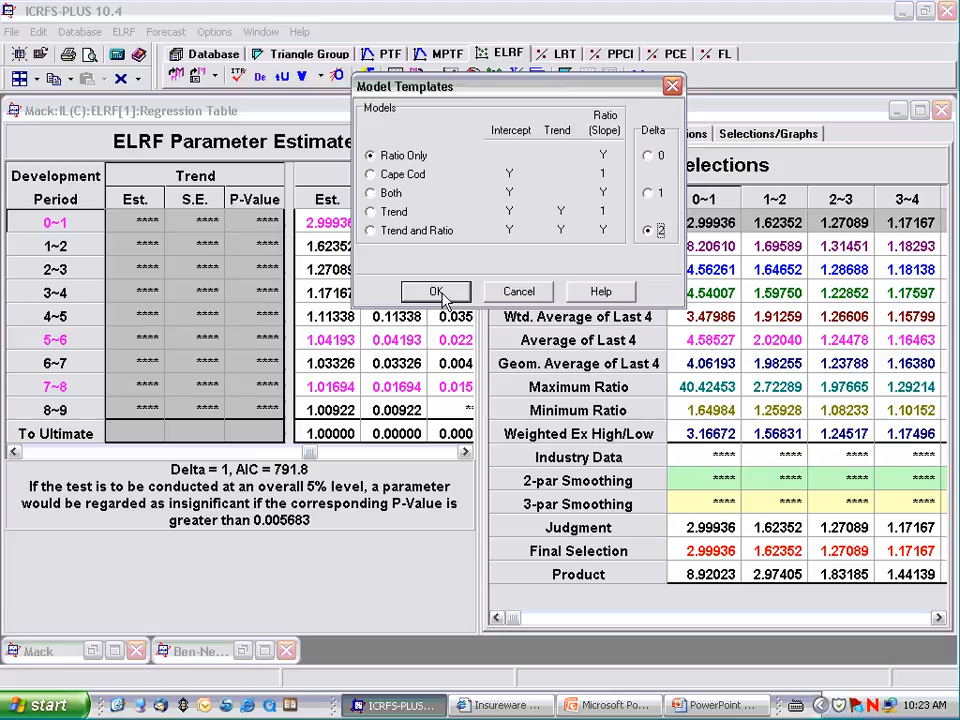 ICRFS-PLUS 10.4
File Edit Database ELRF Forecast Options Window Help
Database Triangle Group PTF MPTF ELRF LRT PPCI PCE FL
Mack:IL(C):ELRF[1]:Regression Table
ELRF Parameter Estimate
Development Period Trend
Est. S.E. P-Value Est.
0~1 **** **** **** 2.99936
1~2 **** **** **** 1.62352
2~3 **** **** **** 1.27089
3~4 **** **** **** 1.17167
4~5 **** **** **** 1.11338 0.11338 0.035
5~6 **** **** **** 1.04193 0.04193 0.022
6~7 **** **** **** 1.03326 0.03326 0.004
7~8 **** **** **** 1.01694 0.01694 0.015
8~9 **** **** **** 1.00922 0.00922 **
To Ultimate 1.00000 0.00000 0.000
Delta = 1, AIC = 791.8
If the test is to be conducted at an overall 5% level, a parameter
would be regarded as insignificant if the corresponding P-Value is
greater than 0.005683
Model Templates
Models
Intercept Trend Ratio (Slope) Delta
Ratio Only Y 0
Cape Cod Y 1
Both Y Y 1
Trend Y Y 1
Trend and Ratio Y Y Y 2
OK Cancel Help
ions Selections/Graphs
elections
0~1 1~2 2~3 3~4
2.99936 1.62352 1.27089 1.17167
8.20610 1.69589 1.31451 1.18293
4.56261 1.64652 1.28688 1.18138
4.54007 1.59750 1.22852 1.17597
Wtd. Average of Last 4 3.47986 1.91259 1.26606 1.15799
Average of Last 4 4.58527 2.02040 1.24478 1.16463
Geom. Average of Last 4 4.06193 1.98255 1.23788 1.16380
Maximum Ratio 40.42453 2.72289 1.97665 1.29214
Minimum Ratio 1.64984 1.25928 1.08233 1.10152
Weighted Ex High/Low 3.16672 1.56831 1.24517 1.17496
Industry Data **** **** **** ****
2-par Smoothing **** **** **** ****
3-par Smoothing **** **** **** ****
Judgment 2.99936 1.62352 1.27089 1.17167
Final Selection 2.99936 1.62352 1.27089 1.17167
Product 8.92023 2.97405 1.83185 1.44139
Mack Ben-Ne...
start ICRFS-PLUS... Insureware ... Microsoft Po... PowerPoint ... 10:23 AM